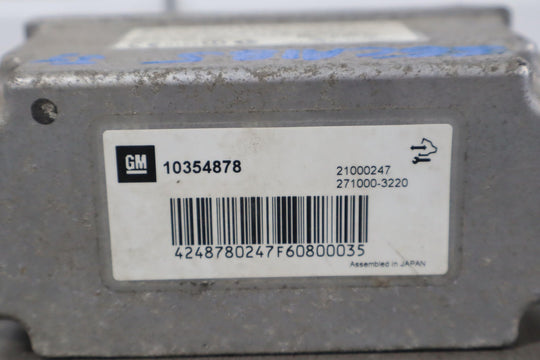 GM 10354878
21000247
271000-3220
4248780247F60800035
Assembled in JAPAN